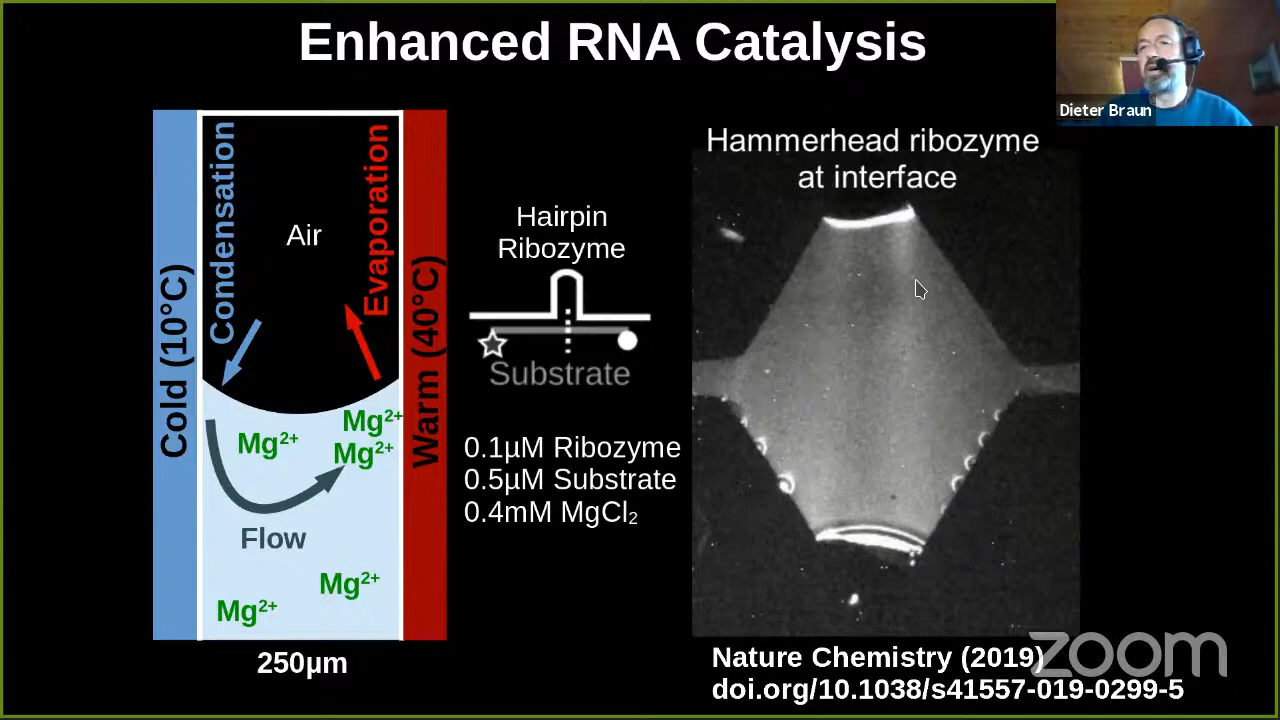 Enhanced RNA Catalysis
Dieter Braun
Cold (10°C)
Condensation
Air
Evaporation
Warm (40°C)
Mg2+
Mg2+
Mg2+
Flow
Mg2+
Mg2+
250µm
Hairpin
Ribozyme
Substrate
0.1µM Ribozyme
0.5µM Substrate
0.4mM MgCl2
Hammerhead ribozyme
at interface
Nature Chemistry (2019)
doi.org/10.1038/s41557-019-0299-5
zoom